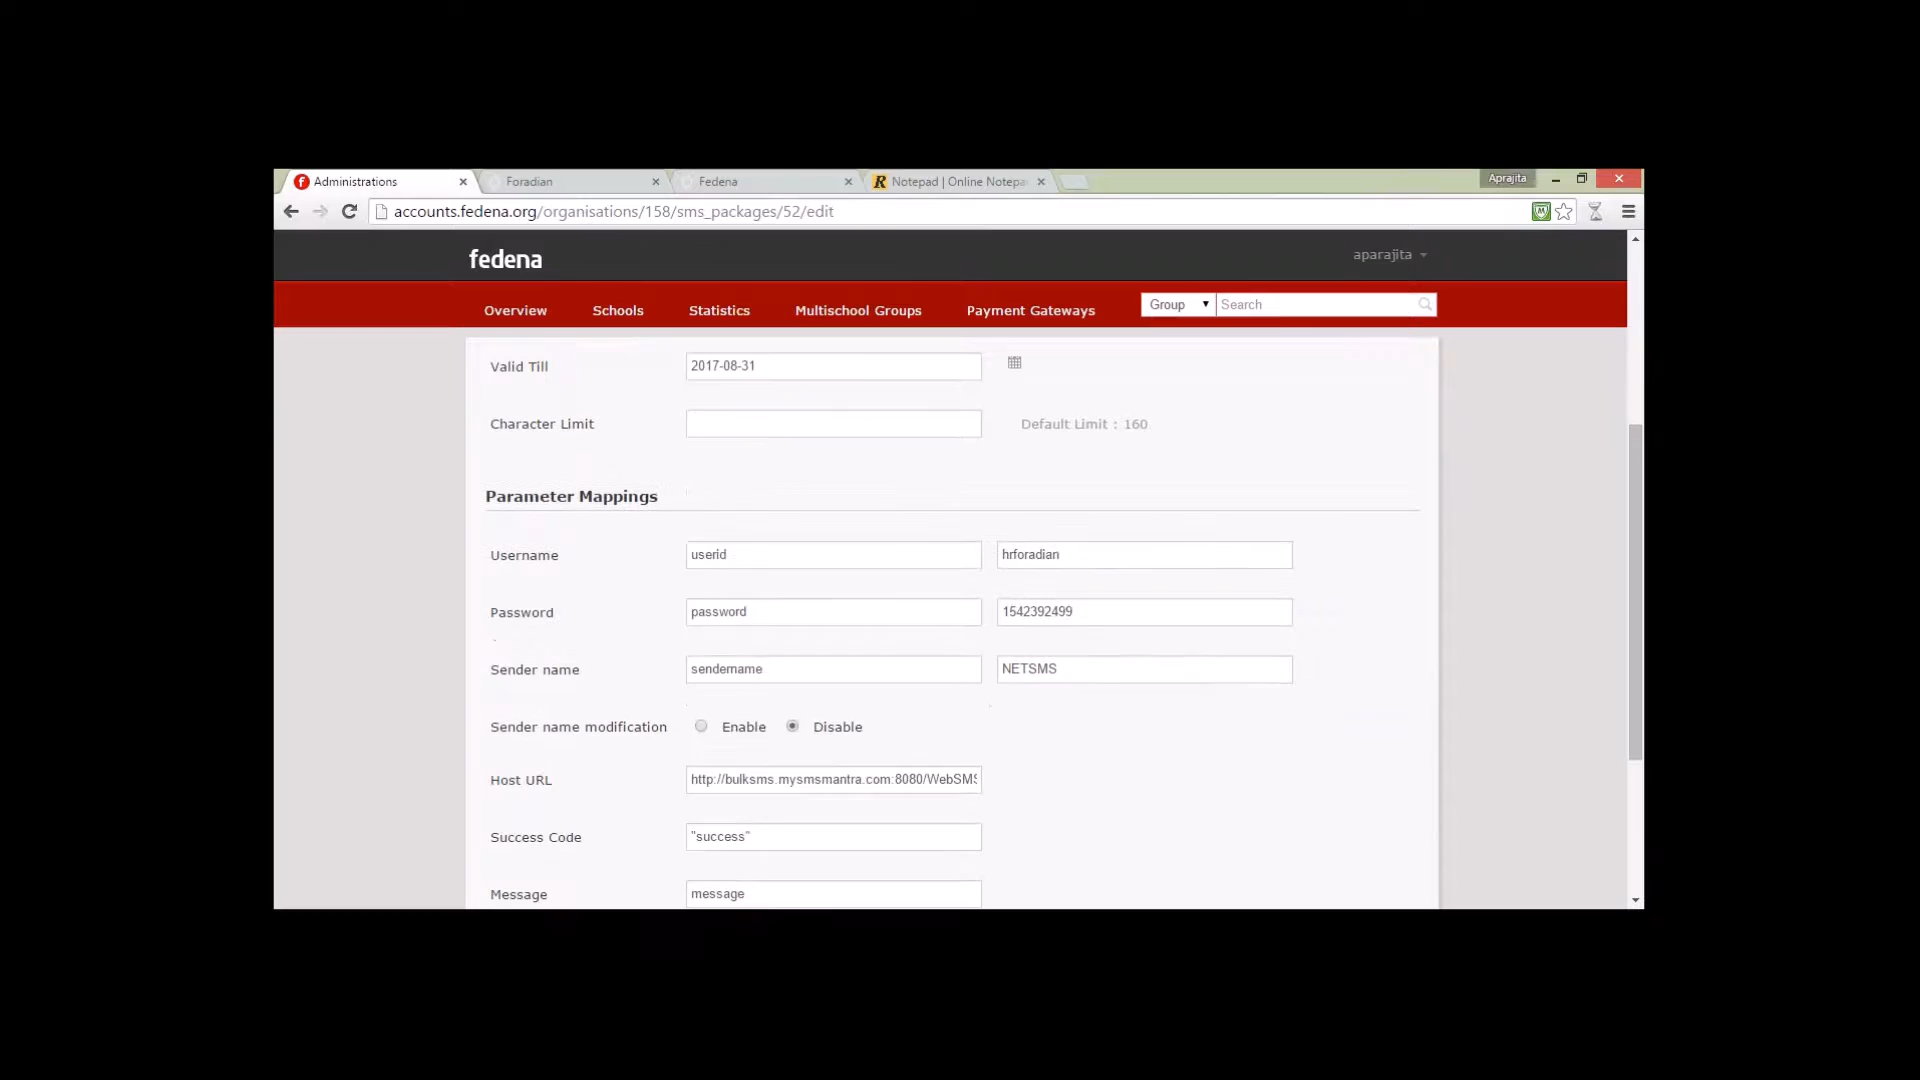 Administrations
Foradian
Fedena
R Notepad | Online Notepa
Aprajita
accounts.fedena.org/organisations/158/sms_packages/52/edit
fedena
aparajita
Overview Schools Statistics Multischool Groups Payment Gateways Group Search
Valid Till 2017-08-31
Character Limit Default Limit : 160
Parameter Mappings
Username userid hrforadian
Password password 1542392499
Sender name sendername NETSMS
Sender name modification Enable Disable
Host URL http://bulksms.mysmsmantra.com:8080/WebSMS
Success Code "success"
Message message